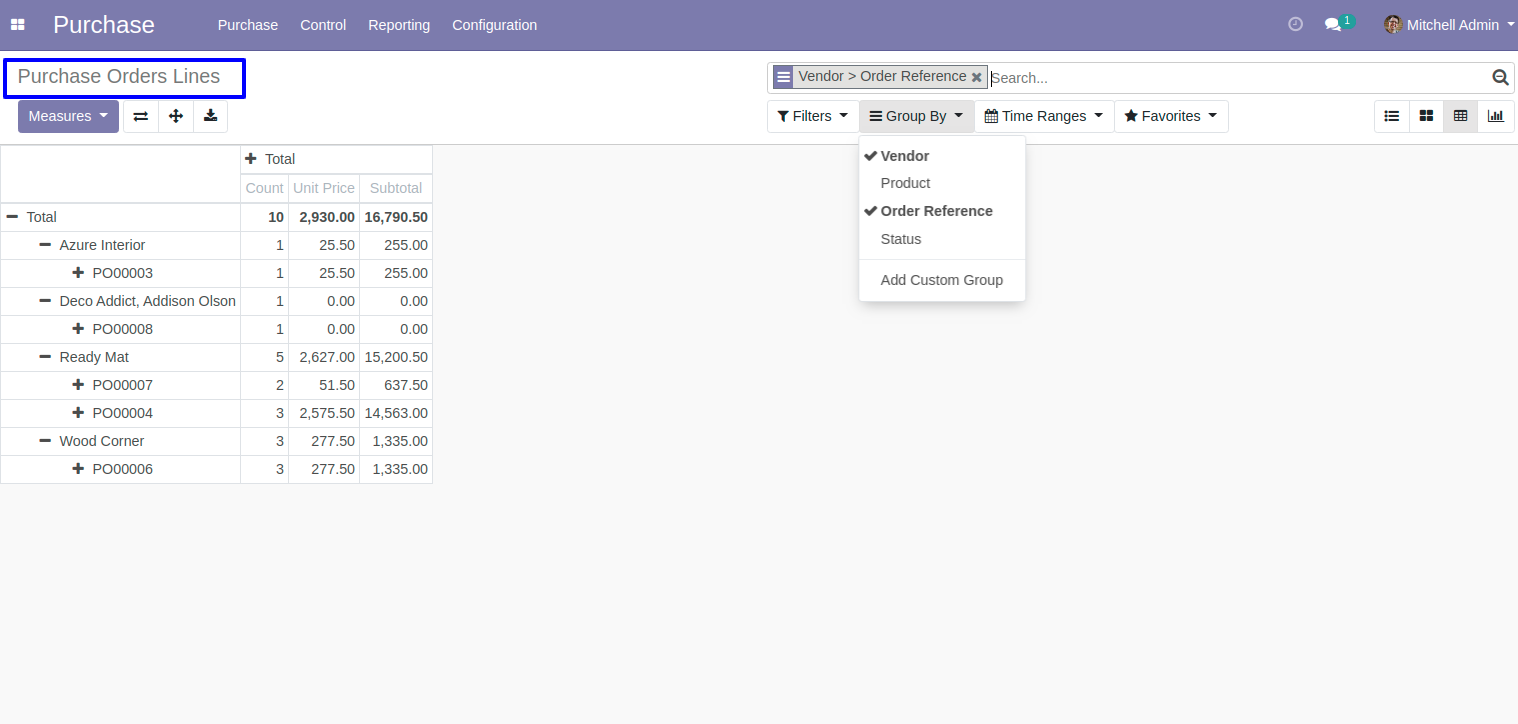 Purchase Purchase Control Reporting Configuration 1 Mitchell Admin
Purchase Orders Lines
Vendor > Order Reference Search...
Measures Filters Group By Time Ranges Favorites
Vendor
Product
Order Reference
Status
Add Custom Group
Total
Count Unit Price Subtotal
Total 10 2,930.00 16,790.50
Azure Interior 1 25.50 255.00
PO00003 1 25.50 255.00
Deco Addict, Addison Olson 1 0.00 0.00
PO00008 1 0.00 0.00
Ready Mat 5 2,627.00 15,200.50
PO00007 2 51.50 637.50
PO00004 3 2,575.50 14,563.00
Wood Corner 3 277.50 1,335.00
PO00006 3 277.50 1,335.00